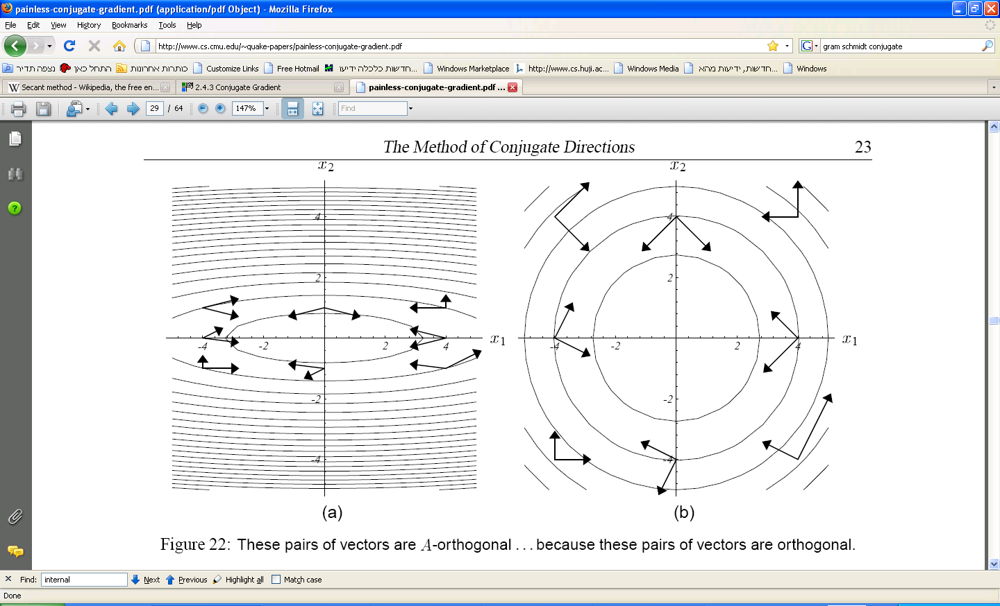 painless-conjugate-gradient.pdf (application/pdf Object) - Mozilla Firefox
File Edit View History Bookmarks Tools Help
http://www.cs.cmu.edu/~quake-papers/painless-conjugate-gradient.pdf
gram schmidt conjugate
נצפה תדיר התחל כאן כותרות אחרונות Customize Links Free Hotmail חדשות כלכלה ידיעו... Windows Marketplace http://www.cs.huji.ac... Windows Media חדשות, ידיעות מהא... Windows
Secant method - Wikipedia, the free en... 2.4.3 Conjugate Gradient painless-conjugate-gradient.pdf ...
29 / 64 147% Find
The Method of Conjugate Directions 23
x2 x2
4 4
2 2
-4 -2 2 4 x1 -4 -2 2 4 x1
-2 -2
-4 -4
(a) (b)
Figure 22: These pairs of vectors are A-orthogonal ... because these pairs of vectors are orthogonal.
Find: internal Next Previous Highlight all Match case
Done